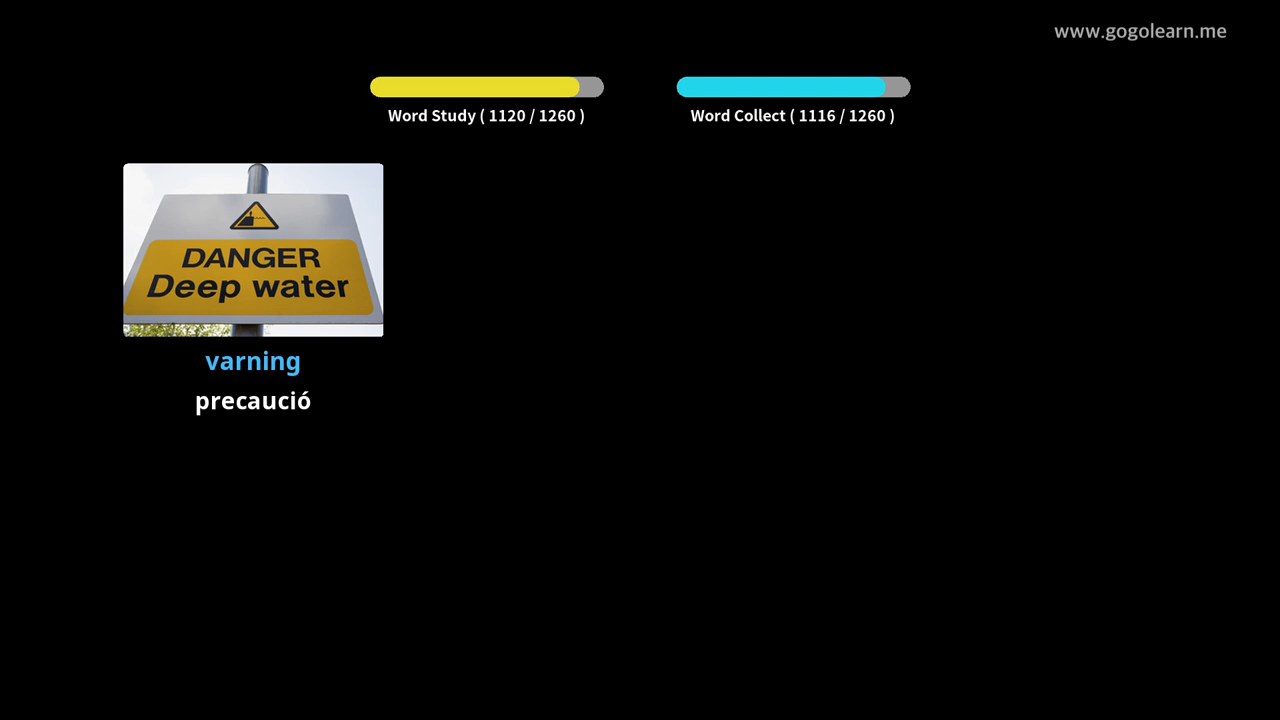 www.gogolearn.me
Word Study ( 1120 / 1260 )
Word Collect ( 1116 / 1260 )
DANGER
Deep water
varning
precaució